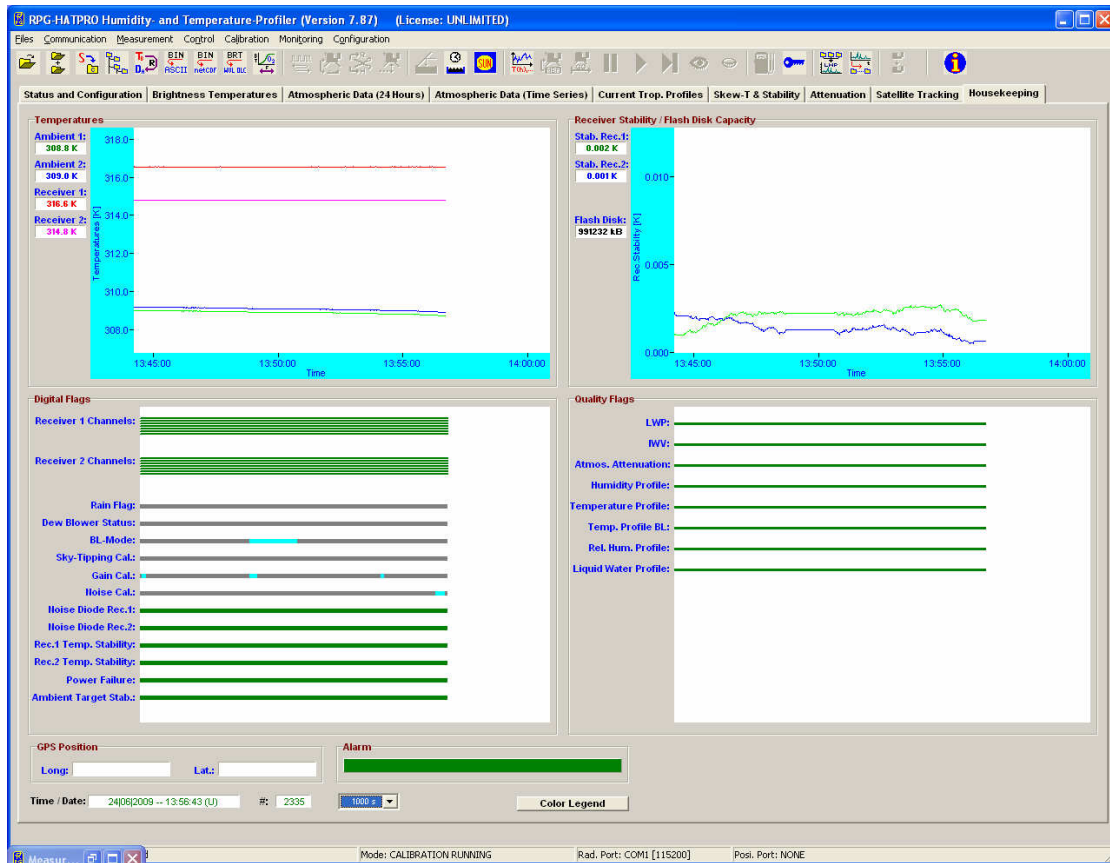 RPG-HATPRO Humidity- and Temperature-Profiler (Version 7.87) (License: UNLIMITED)
Files Communication Measurement Control Calibration Monitoring Configuration
BIN ASCII BIN netCDF BRT
Status and Configuration Brightness Temperatures Atmospheric Data (24 Hours) Atmospheric Data (Time Series) Current Trop. Profiles Skew-T & Stability Attenuation Satellite Tracking Housekeeping
Temperatures
Ambient 1:
308.8 K
Ambient 2:
309.0 K
Receiver 1:
316.6 K
Receiver 2:
314.8 K
Temperatures [K]
318.0
316.0
314.0
312.0
310.0
308.0
13:45:00 13:50:00 13:55:00 14:00:00
Time
Receiver Stability / Flash Disk Capacity
Stab. Rec.1:
0.002 K
Stab. Rec.2:
0.001 K
Flash Disk:
991232 kB
Rec.Stability [K]
0.010
0.005
0.000
13:45:00 13:50:00 13:55:00 14:00:00
Time
Digital Flags
Receiver 1 Channels:
Receiver 2 Channels:
Rain Flag:
Dew Blower Status:
BL-Mode:
Sky-Tipping Cal.:
Gain Cal.:
Noise Cal.:
Noise Diode Rec.1:
Noise Diode Rec.2:
Rec.1 Temp. Stability:
Rec.2 Temp. Stability:
Power Failure:
Ambient Target Stab.:
Quality Flags
LWP:
IWV:
Atmos. Attenuation:
Humidity Profile:
Temperature Profile:
Temp. Profile BL:
Rel. Hum. Profile:
Liquid Water Profile:
GPS Position
Long: Lat.:
Alarm
Time / Date: 24|06|2009 -- 13:56:43 (U) #: 2335 1000 s Color Legend
Mode: CALIBRATION RUNNING Rad. Port: COM1 [115200] Posi. Port: NONE
Measur...